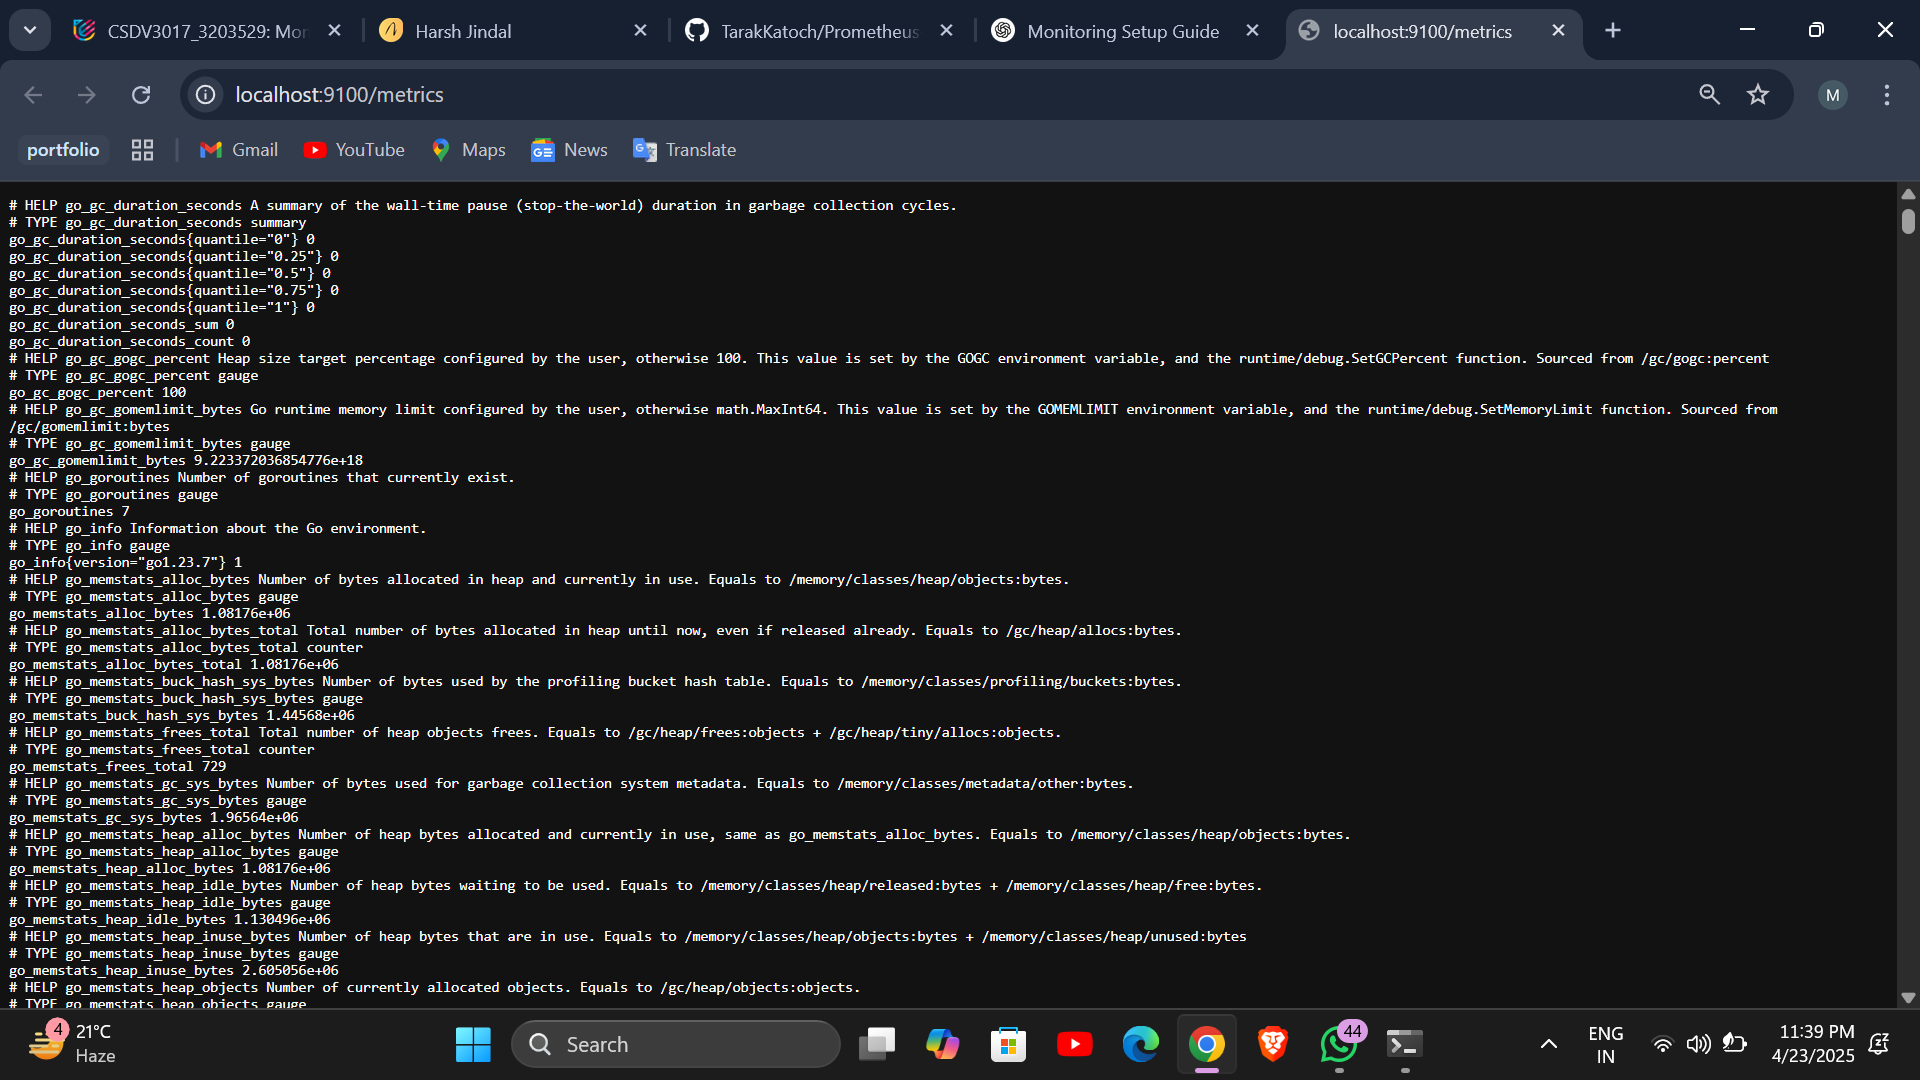 CSDV3017_3203529: Mor
Harsh Jindal
TarakKatoch/Prometheus
Monitoring Setup Guide
localhost:9100/metrics
localhost:9100/metrics
M
portfolio
Gmail
YouTube
Maps
News
Translate
# HELP go_gc_duration_seconds A summary of the wall-time pause (stop-the-world) duration in garbage collection cycles.
# TYPE go_gc_duration_seconds summary
go_gc_duration_seconds{quantile="0"} 0
go_gc_duration_seconds{quantile="0.25"} 0
go_gc_duration_seconds{quantile="0.5"} 0
go_gc_duration_seconds{quantile="0.75"} 0
go_gc_duration_seconds{quantile="1"} 0
go_gc_duration_seconds_sum 0
go_gc_duration_seconds_count 0
# HELP go_gc_gogc_percent Heap size target percentage configured by the user, otherwise 100. This value is set by the GOGC environment variable, and the runtime/debug.SetGCPercent function. Sourced from /gc/gogc:percent
# TYPE go_gc_gogc_percent gauge
go_gc_gogc_percent 100
# HELP go_gc_gomemlimit_bytes Go runtime memory limit configured by the user, otherwise math.MaxInt64. This value is set by the GOMEMLIMIT environment variable, and the runtime/debug.SetMemoryLimit function. Sourced from
/gc/gomemlimit:bytes
# TYPE go_gc_gomemlimit_bytes gauge
go_gc_gomemlimit_bytes 9.223372036854776e+18
# HELP go_goroutines Number of goroutines that currently exist.
# TYPE go_goroutines gauge
go_goroutines 7
# HELP go_info Information about the Go environment.
# TYPE go_info gauge
go_info{version="go1.23.7"} 1
# HELP go_memstats_alloc_bytes Number of bytes allocated in heap and currently in use. Equals to /memory/classes/heap/objects:bytes.
# TYPE go_memstats_alloc_bytes gauge
go_memstats_alloc_bytes 1.08176e+06
# HELP go_memstats_alloc_bytes_total Total number of bytes allocated in heap until now, even if released already. Equals to /gc/heap/allocs:bytes.
# TYPE go_memstats_alloc_bytes_total counter
go_memstats_alloc_bytes_total 1.08176e+06
# HELP go_memstats_buck_hash_sys_bytes Number of bytes used by the profiling bucket hash table. Equals to /memory/classes/profiling/buckets:bytes.
# TYPE go_memstats_buck_hash_sys_bytes gauge
go_memstats_buck_hash_sys_bytes 1.44568e+06
# HELP go_memstats_frees_total Total number of heap objects frees. Equals to /gc/heap/frees:objects + /gc/heap/tiny/allocs:objects.
# TYPE go_memstats_frees_total counter
go_memstats_frees_total 729
# HELP go_memstats_gc_sys_bytes Number of bytes used for garbage collection system metadata. Equals to /memory/classes/metadata/other:bytes.
# TYPE go_memstats_gc_sys_bytes gauge
go_memstats_gc_sys_bytes 1.96564e+06
# HELP go_memstats_heap_alloc_bytes Number of heap bytes allocated and currently in use, same as go_memstats_alloc_bytes. Equals to /memory/classes/heap/objects:bytes.
# TYPE go_memstats_heap_alloc_bytes gauge
go_memstats_heap_alloc_bytes 1.08176e+06
# HELP go_memstats_heap_idle_bytes Number of heap bytes waiting to be used. Equals to /memory/classes/heap/released:bytes + /memory/classes/heap/free:bytes.
# TYPE go_memstats_heap_idle_bytes gauge
go_memstats_heap_idle_bytes 1.130496e+06
# HELP go_memstats_heap_inuse_bytes Number of heap bytes that are in use. Equals to /memory/classes/heap/objects:bytes + /memory/classes/heap/unused:bytes
# TYPE go_memstats_heap_inuse_bytes gauge
go_memstats_heap_inuse_bytes 2.605056e+06
# HELP go_memstats_heap_objects Number of currently allocated objects. Equals to /gc/heap/objects:objects.
# TYPE go_memstats_heap_objects gauge
4
21°C
Haze
Search
44
ENG
IN
11:39 PM
4/23/2025